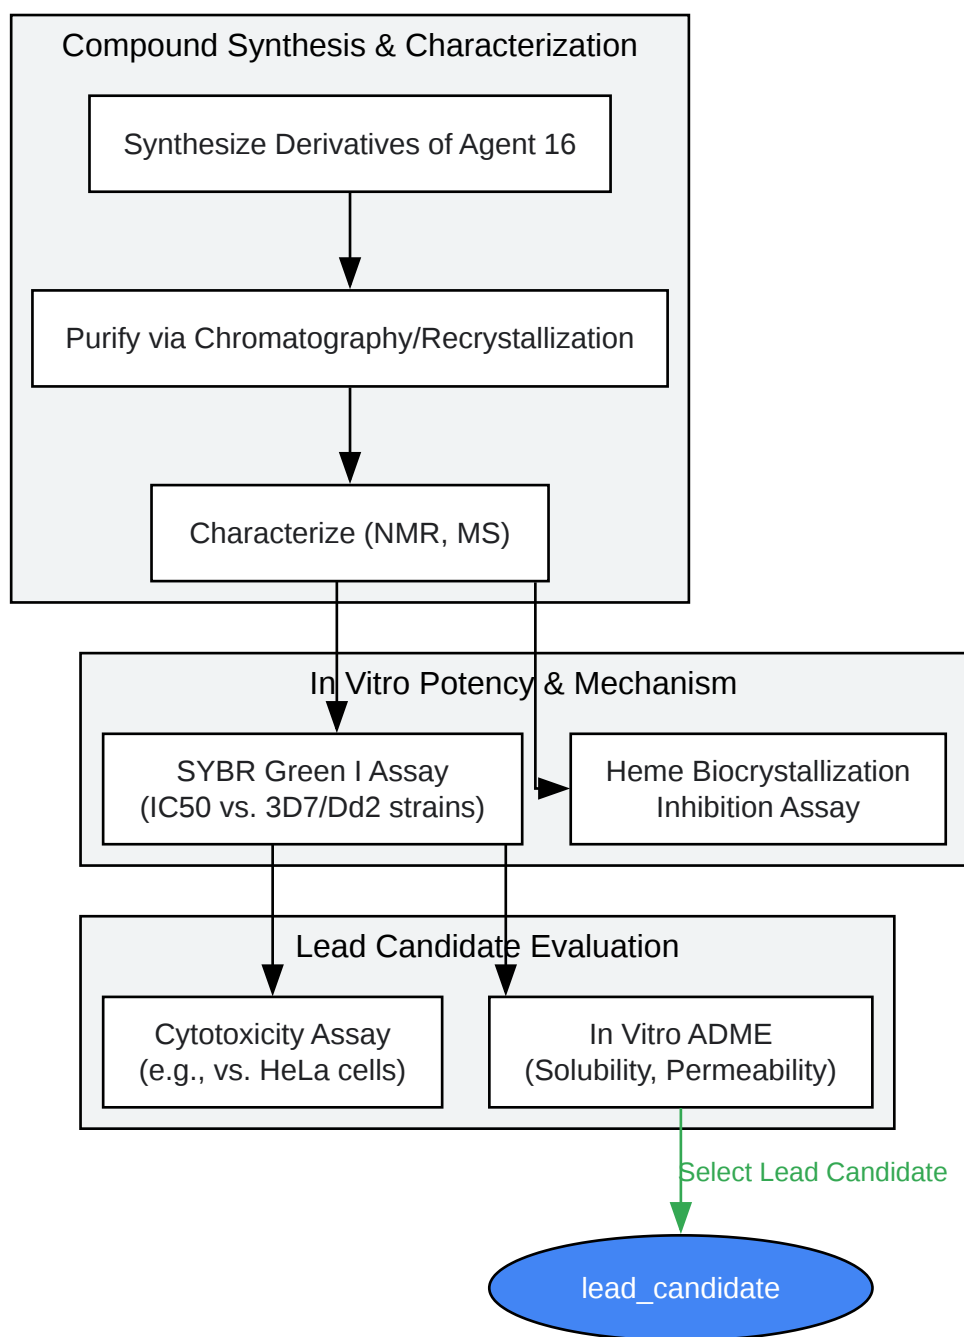 Compound Synthesis & Characterization
Synthesize Derivatives of Agent 16
Purify via Chromatography/Recrystallization
Characterize (NMR, MS)
In Vitro Potency & Mechanism
SYBR Green I Assay
(IC50 vs. 3D7/Dd2 strains)
Heme Biocrystallization
Inhibition Assay
Lead Candidate Evaluation
Cytotoxicity Assay
(e.g., vs. HeLa cells)
In Vitro ADME
(Solubility, Permeability)
Select Lead Candidate
lead_candidate